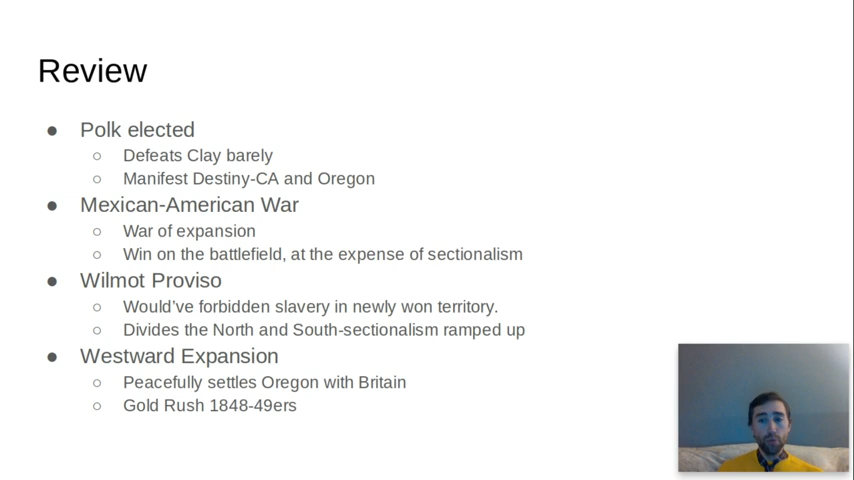 Review
● Polk elected
○ Defeats Clay barely
○ Manifest Destiny-CA and Oregon
● Mexican-American War
○ War of expansion
○ Win on the battlefield, at the expense of sectionalism
● Wilmot Proviso
○ Would've forbidden slavery in newly won territory.
○ Divides the North and South-sectionalism ramped up
● Westward Expansion
○ Peacefully settles Oregon with Britain
○ Gold Rush 1848-49ers